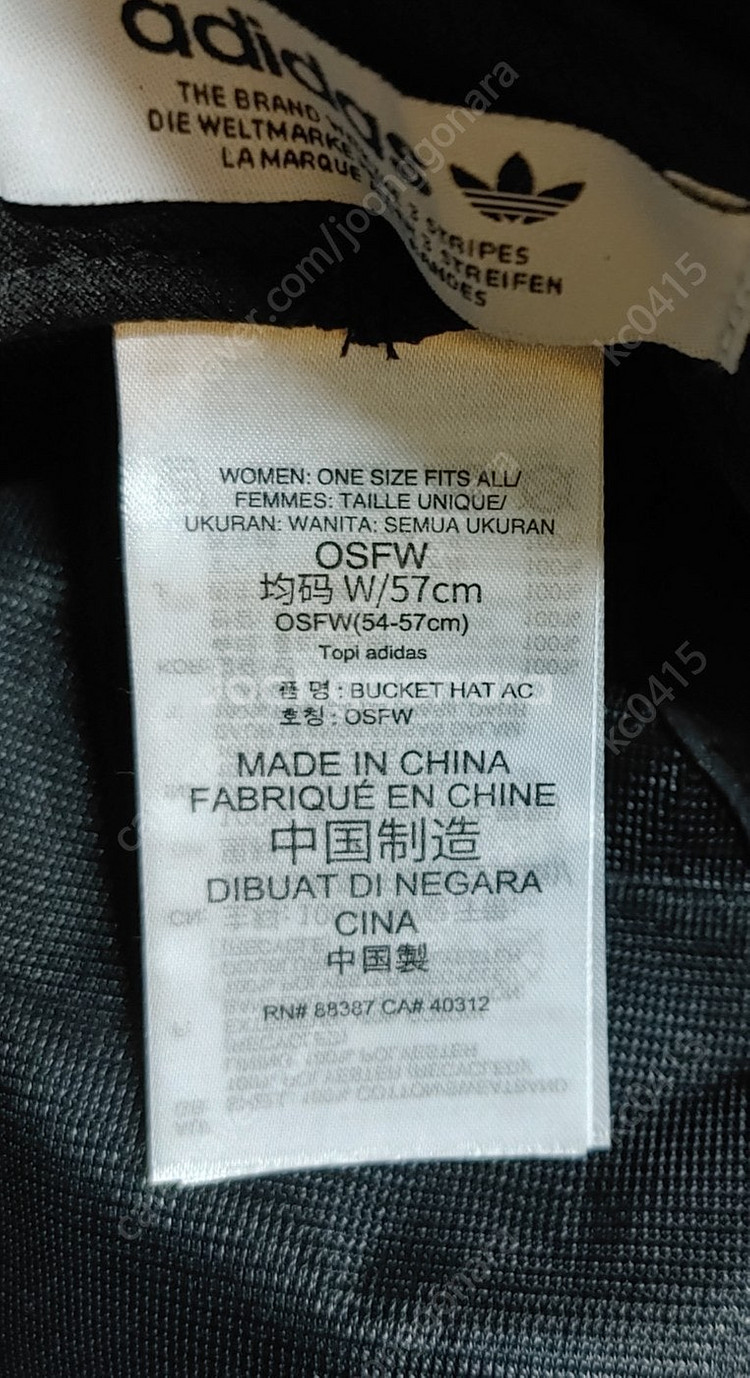 adidas
THE BRAND
DIE WELTMARKE
LA MARQUE
3 STRIPES
3 STREIFEN
BANDES
WOMEN: ONE SIZE FITS ALL/
FEMMES: TAILLE UNIQUE/
UKURAN: WANITA: SEMUA UKURAN
OSFW
均码 W/57cm
OSFW(54-57cm)
Topi adidas
품 명 : BUCKET HAT AC
호칭 : OSFW
MADE IN CHINA
FABRIQUÉ EN CHINE
中国制造
DIBUAT DI NEGARA
CINA
中国製
RN# 88387 CA# 40312
kc0415
kc0415